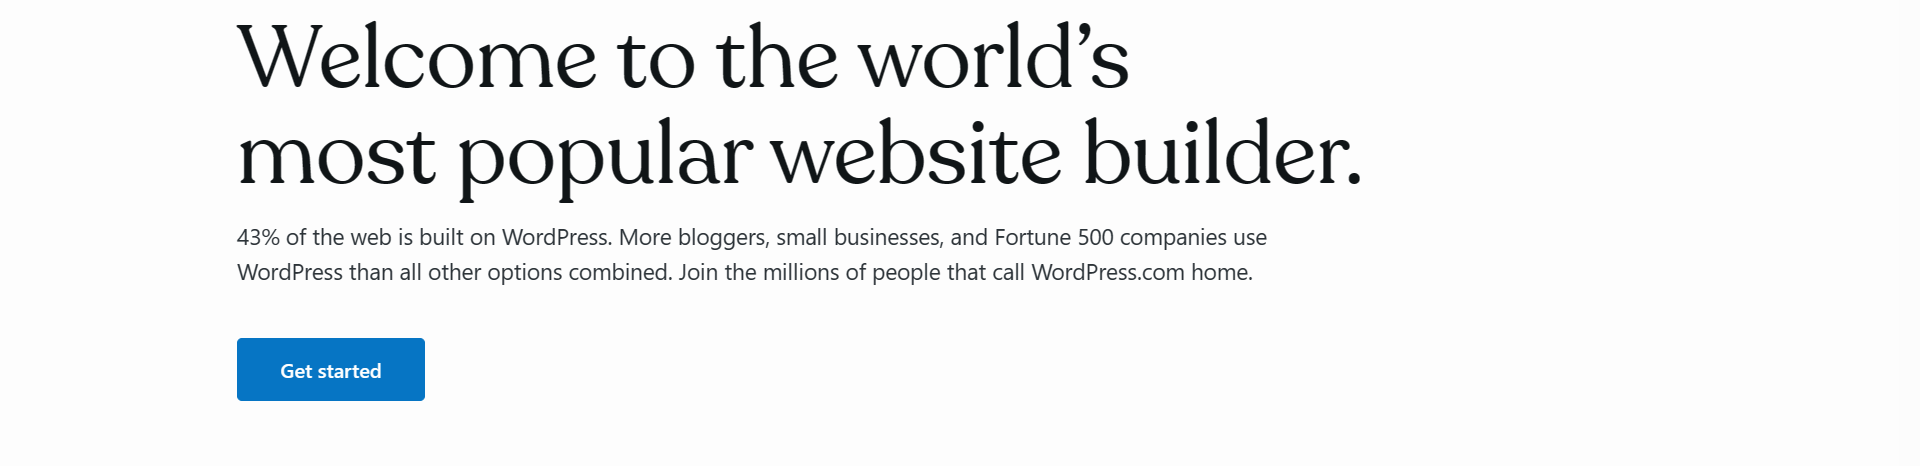 Welcome to the world’s
most popular website builder.
43% of the web is built on WordPress. More bloggers, small businesses, and Fortune 500 companies use
WordPress than all other options combined. Join the millions of people that call WordPress.com home.
Get started